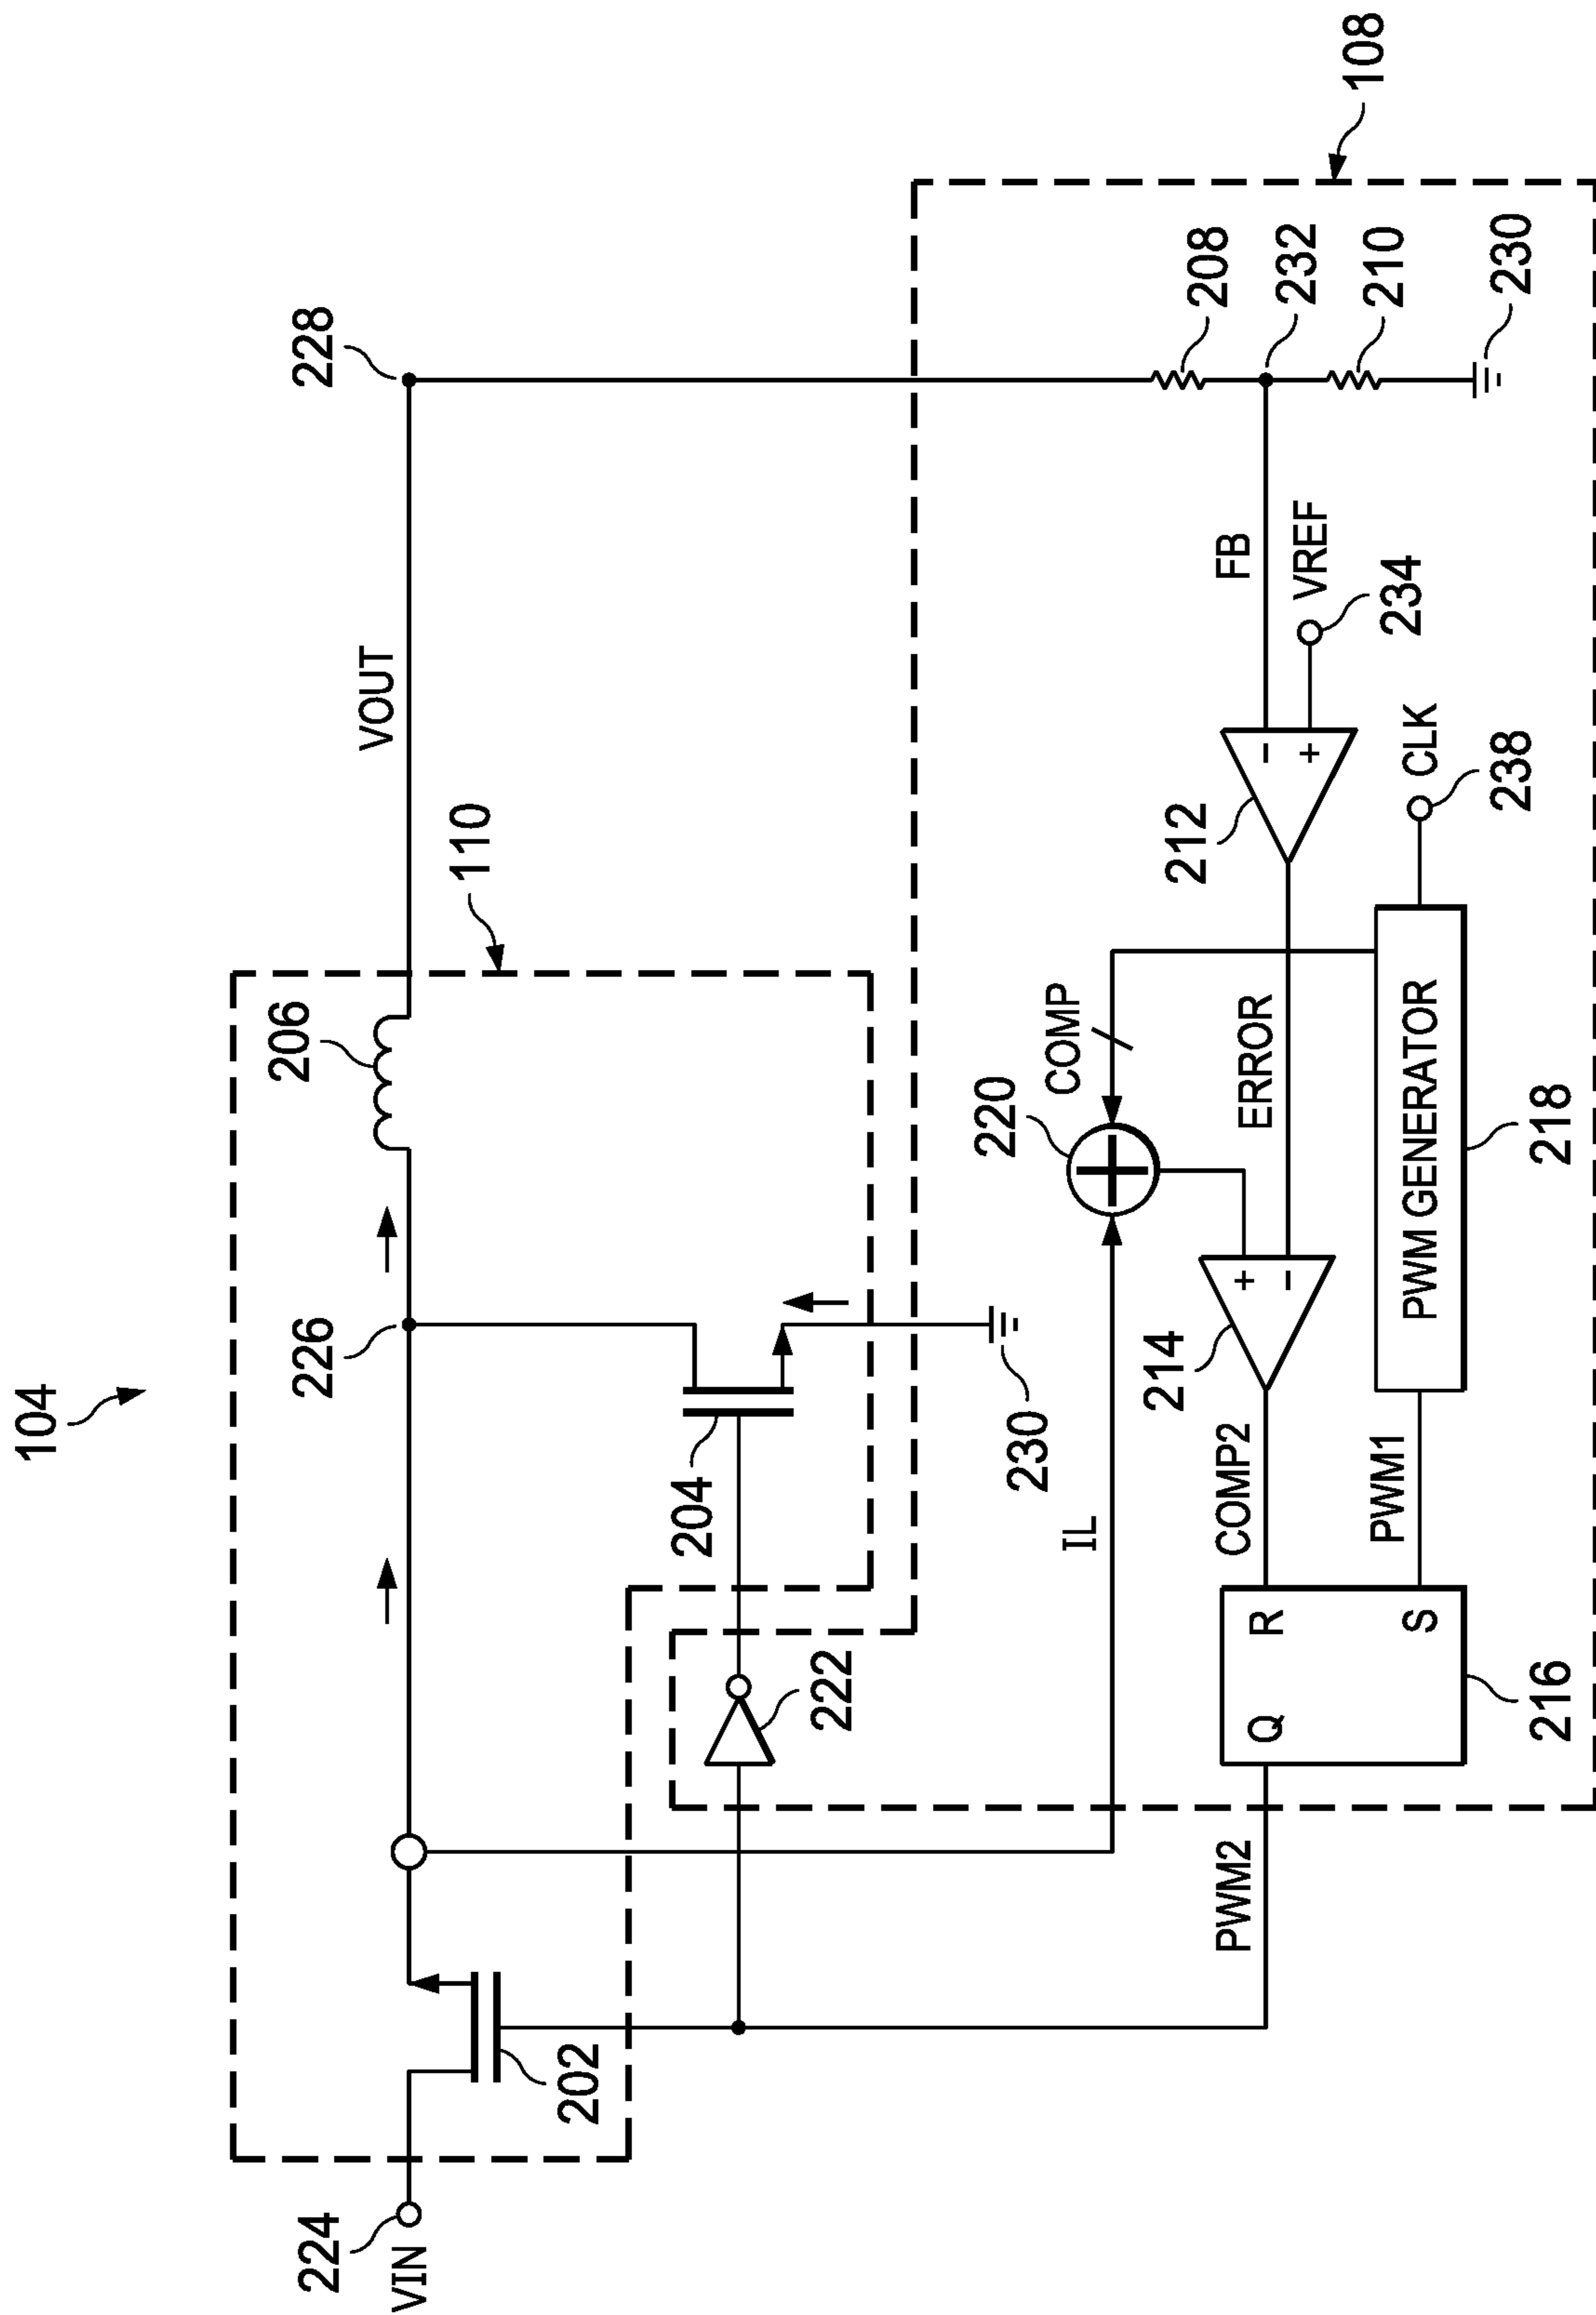 104
224
VIN
202
226
206
110
VOUT
228
204
230
222
IL
220
COMP
108
PWM2
Q
R
S
216
COMP2
214
+
-
ERROR
212
-
+
FB
VREF
234
208
232
210
230
PWM1
PWM GENERATOR
218
CLK
238